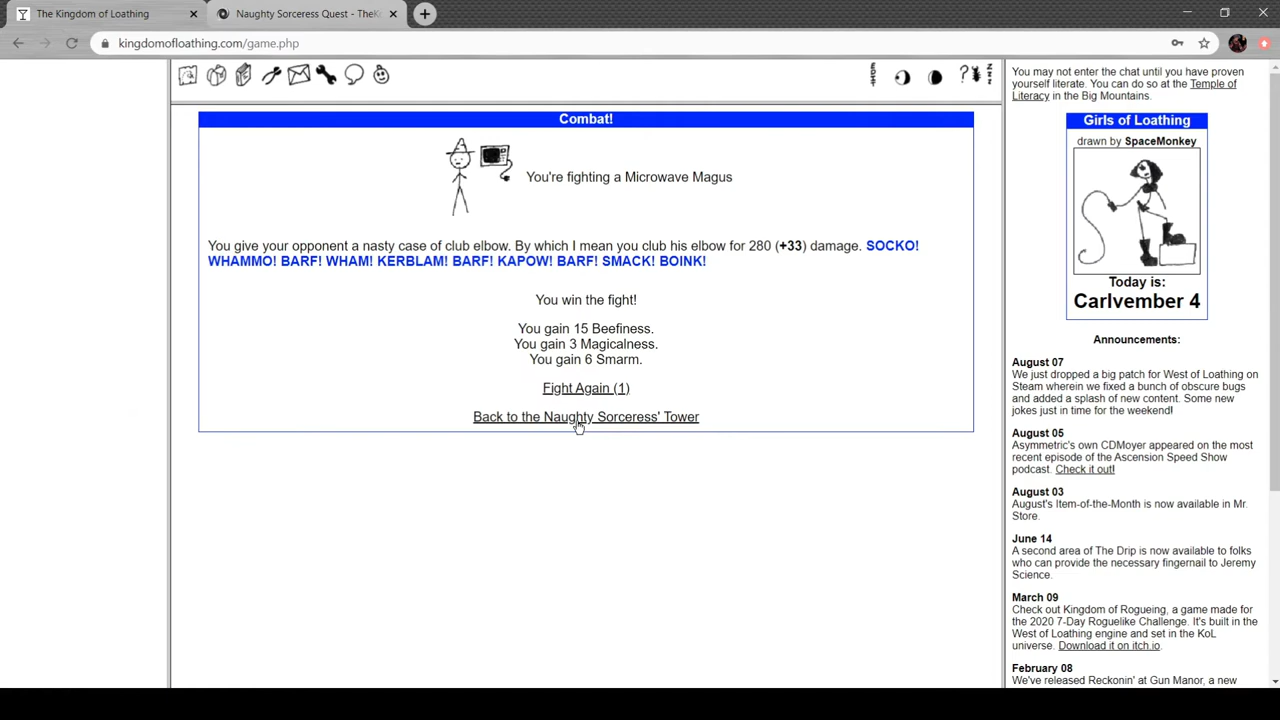 The Kingdom of Loathing
Naughty Sorceress Quest - TheK
kingdomofloathing.com/game.php
Combat!
You're fighting a Microwave Magus
You give your opponent a nasty case of club elbow. By which I mean you club his elbow for 280 (+33) damage. SOCKO!
WHAMMO! BARF! WHAM! KERBLAM! BARF! KAPOW! BARF! SMACK! BOINK!
You win the fight!
You gain 15 Beefiness.
You gain 3 Magicalness.
You gain 6 Smarm.
Fight Again (1)
Back to the Naughty Sorceress' Tower
You may not enter the chat until you have proven
yourself literate. You can do so at the Temple of
Literacy in the Big Mountains.
Girls of Loathing
drawn by SpaceMonkey
Today is:
Carlvember 4
Announcements:
August 07
We just dropped a big patch for West of Loathing on
Steam wherein we fixed a bunch of obscure bugs
and added a splash of new content. Some new
jokes just in time for the weekend!
August 05
Asymmetric's own CDMoyer appeared on the most
recent episode of the Ascension Speed Show
podcast. Check it out!
August 03
August's Item-of-the-Month is now available in Mr.
Store.
June 14
A second area of The Drip is now available to folks
who can provide the necessary fingernail to Jeremy
Science.
March 09
Check out Kingdom of Rogueing, a game made for
the 2020 7-Day Roguelike Challenge. It's built in the
West of Loathing engine and set in the KoL
universe. Download it on itch.io.
February 08
We've released Reckonin' at Gun Manor, a new